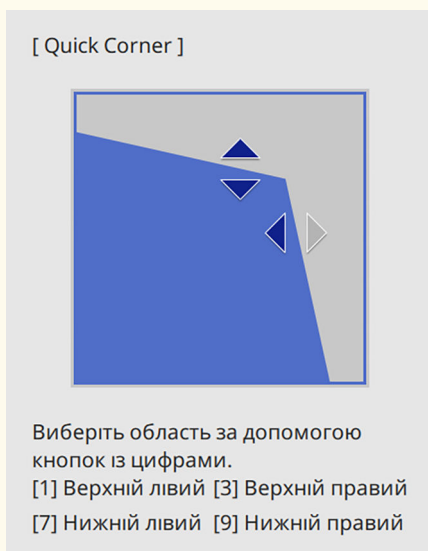 [ Quick Corner ]
Виберіть область за допомогою
кнопок із цифрами.
[1] Верхній лівий [3] Верхній правий
[7] Нижній лівий [9] Нижній правий